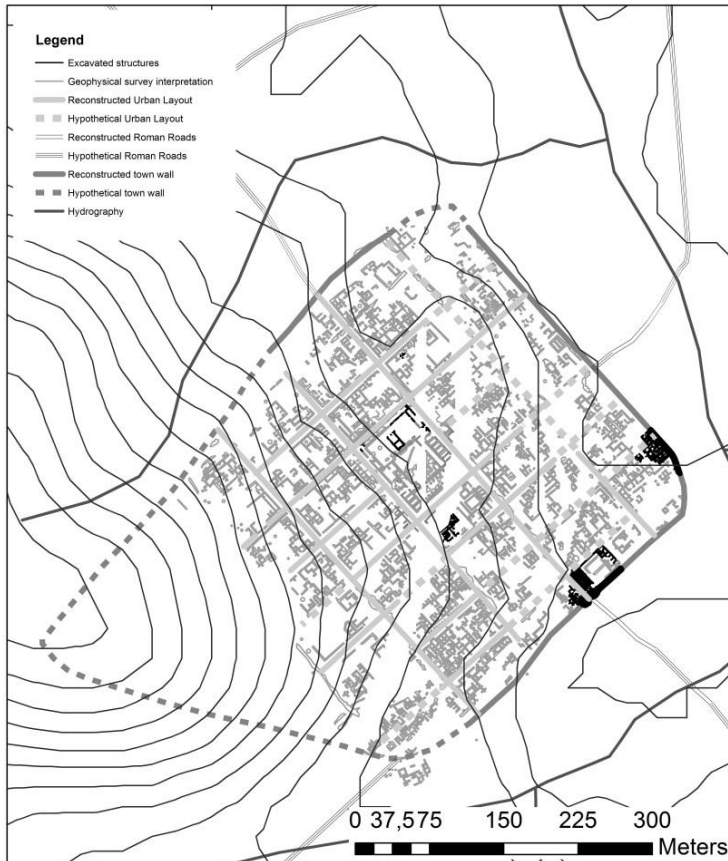 Legend
Excavated structures
Geophysical survey interpretation
Reconstructed Urban Layout
Hypothetical Urban Layout
Reconstructed Roman Roads
Hypothetical Roman Roads
Reconstructed town wall
Hypothetical town wall
Hydrography
0 37,575 150 225 300
Meters